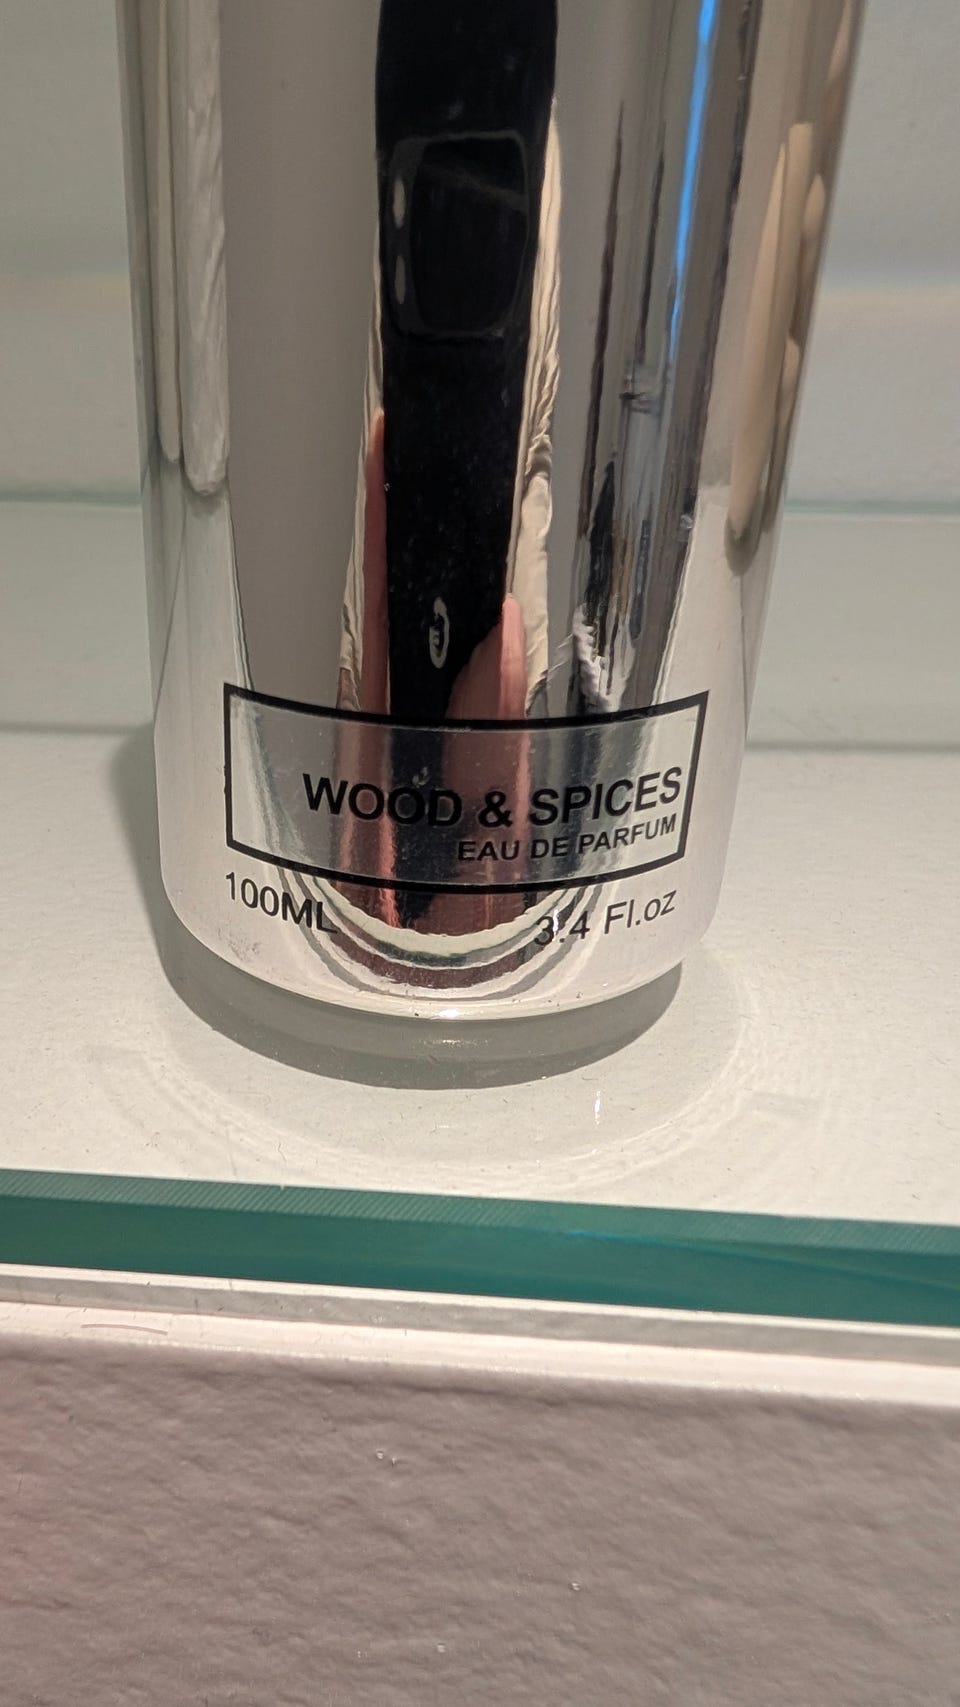 WOOD & SPICES
EAU DE PARFUM
100ML 3.4 Fl.oz